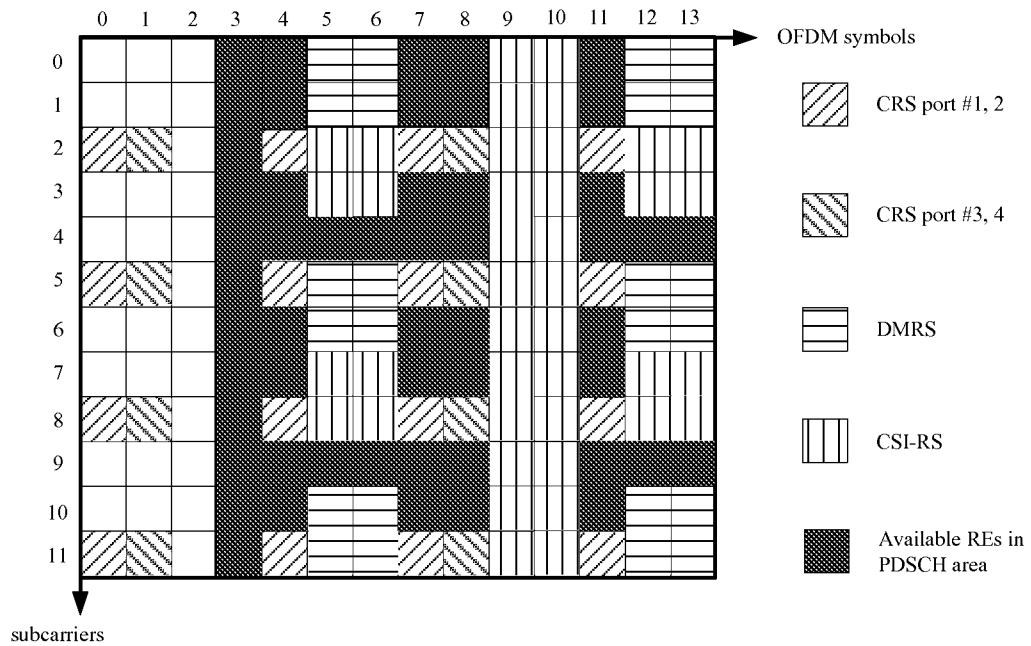 0 1 2 3 4 5 6 7 8 9 10 11 12 13
OFDM symbols
0
1
2
3
4
5
6
7
8
9
10
11
subcarriers
CRS port #1, 2
CRS port #3, 4
DMRS
CSI-RS
Available REs in
PDSCH area